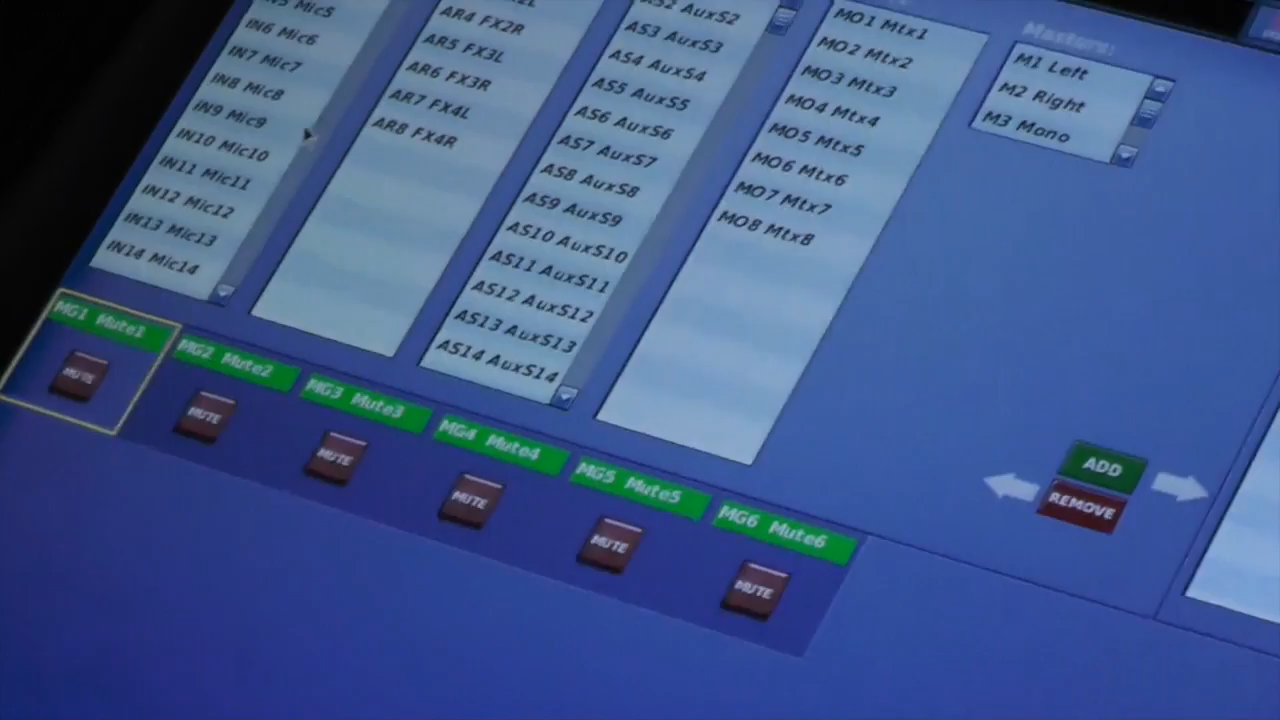 IN5 Mic5
IN6 Mic6
IN7 Mic7
IN8 Mic8
IN9 Mic9
IN10 Mic10
IN11 Mic11
IN12 Mic12
IN13 Mic13
IN14 Mic14
AR4 FX2R
AR5 FX3L
AR6 FX3R
AR7 FX4L
AR8 FX4R
AS2 AuxS2
AS3 AuxS3
AS4 AuxS4
AS5 AuxS5
AS6 AuxS6
AS7 AuxS7
AS8 AuxS8
AS9 AuxS9
AS10 AuxS10
AS11 AuxS11
AS12 AuxS12
AS13 AuxS13
AS14 AuxS14
MO1 Mtx1
MO2 Mtx2
MO3 Mtx3
MO4 Mtx4
MO5 Mtx5
MO6 Mtx6
MO7 Mtx7
MO8 Mtx8
Masters:
M1 Left
M2 Right
M3 Mono
MG1 Mute1
MUTE
MG2 Mute2
MUTE
MG3 Mute3
MUTE
MG4 Mute4
MUTE
MG5 Mute5
MUTE
MG6 Mute6
MUTE
ADD
REMOVE